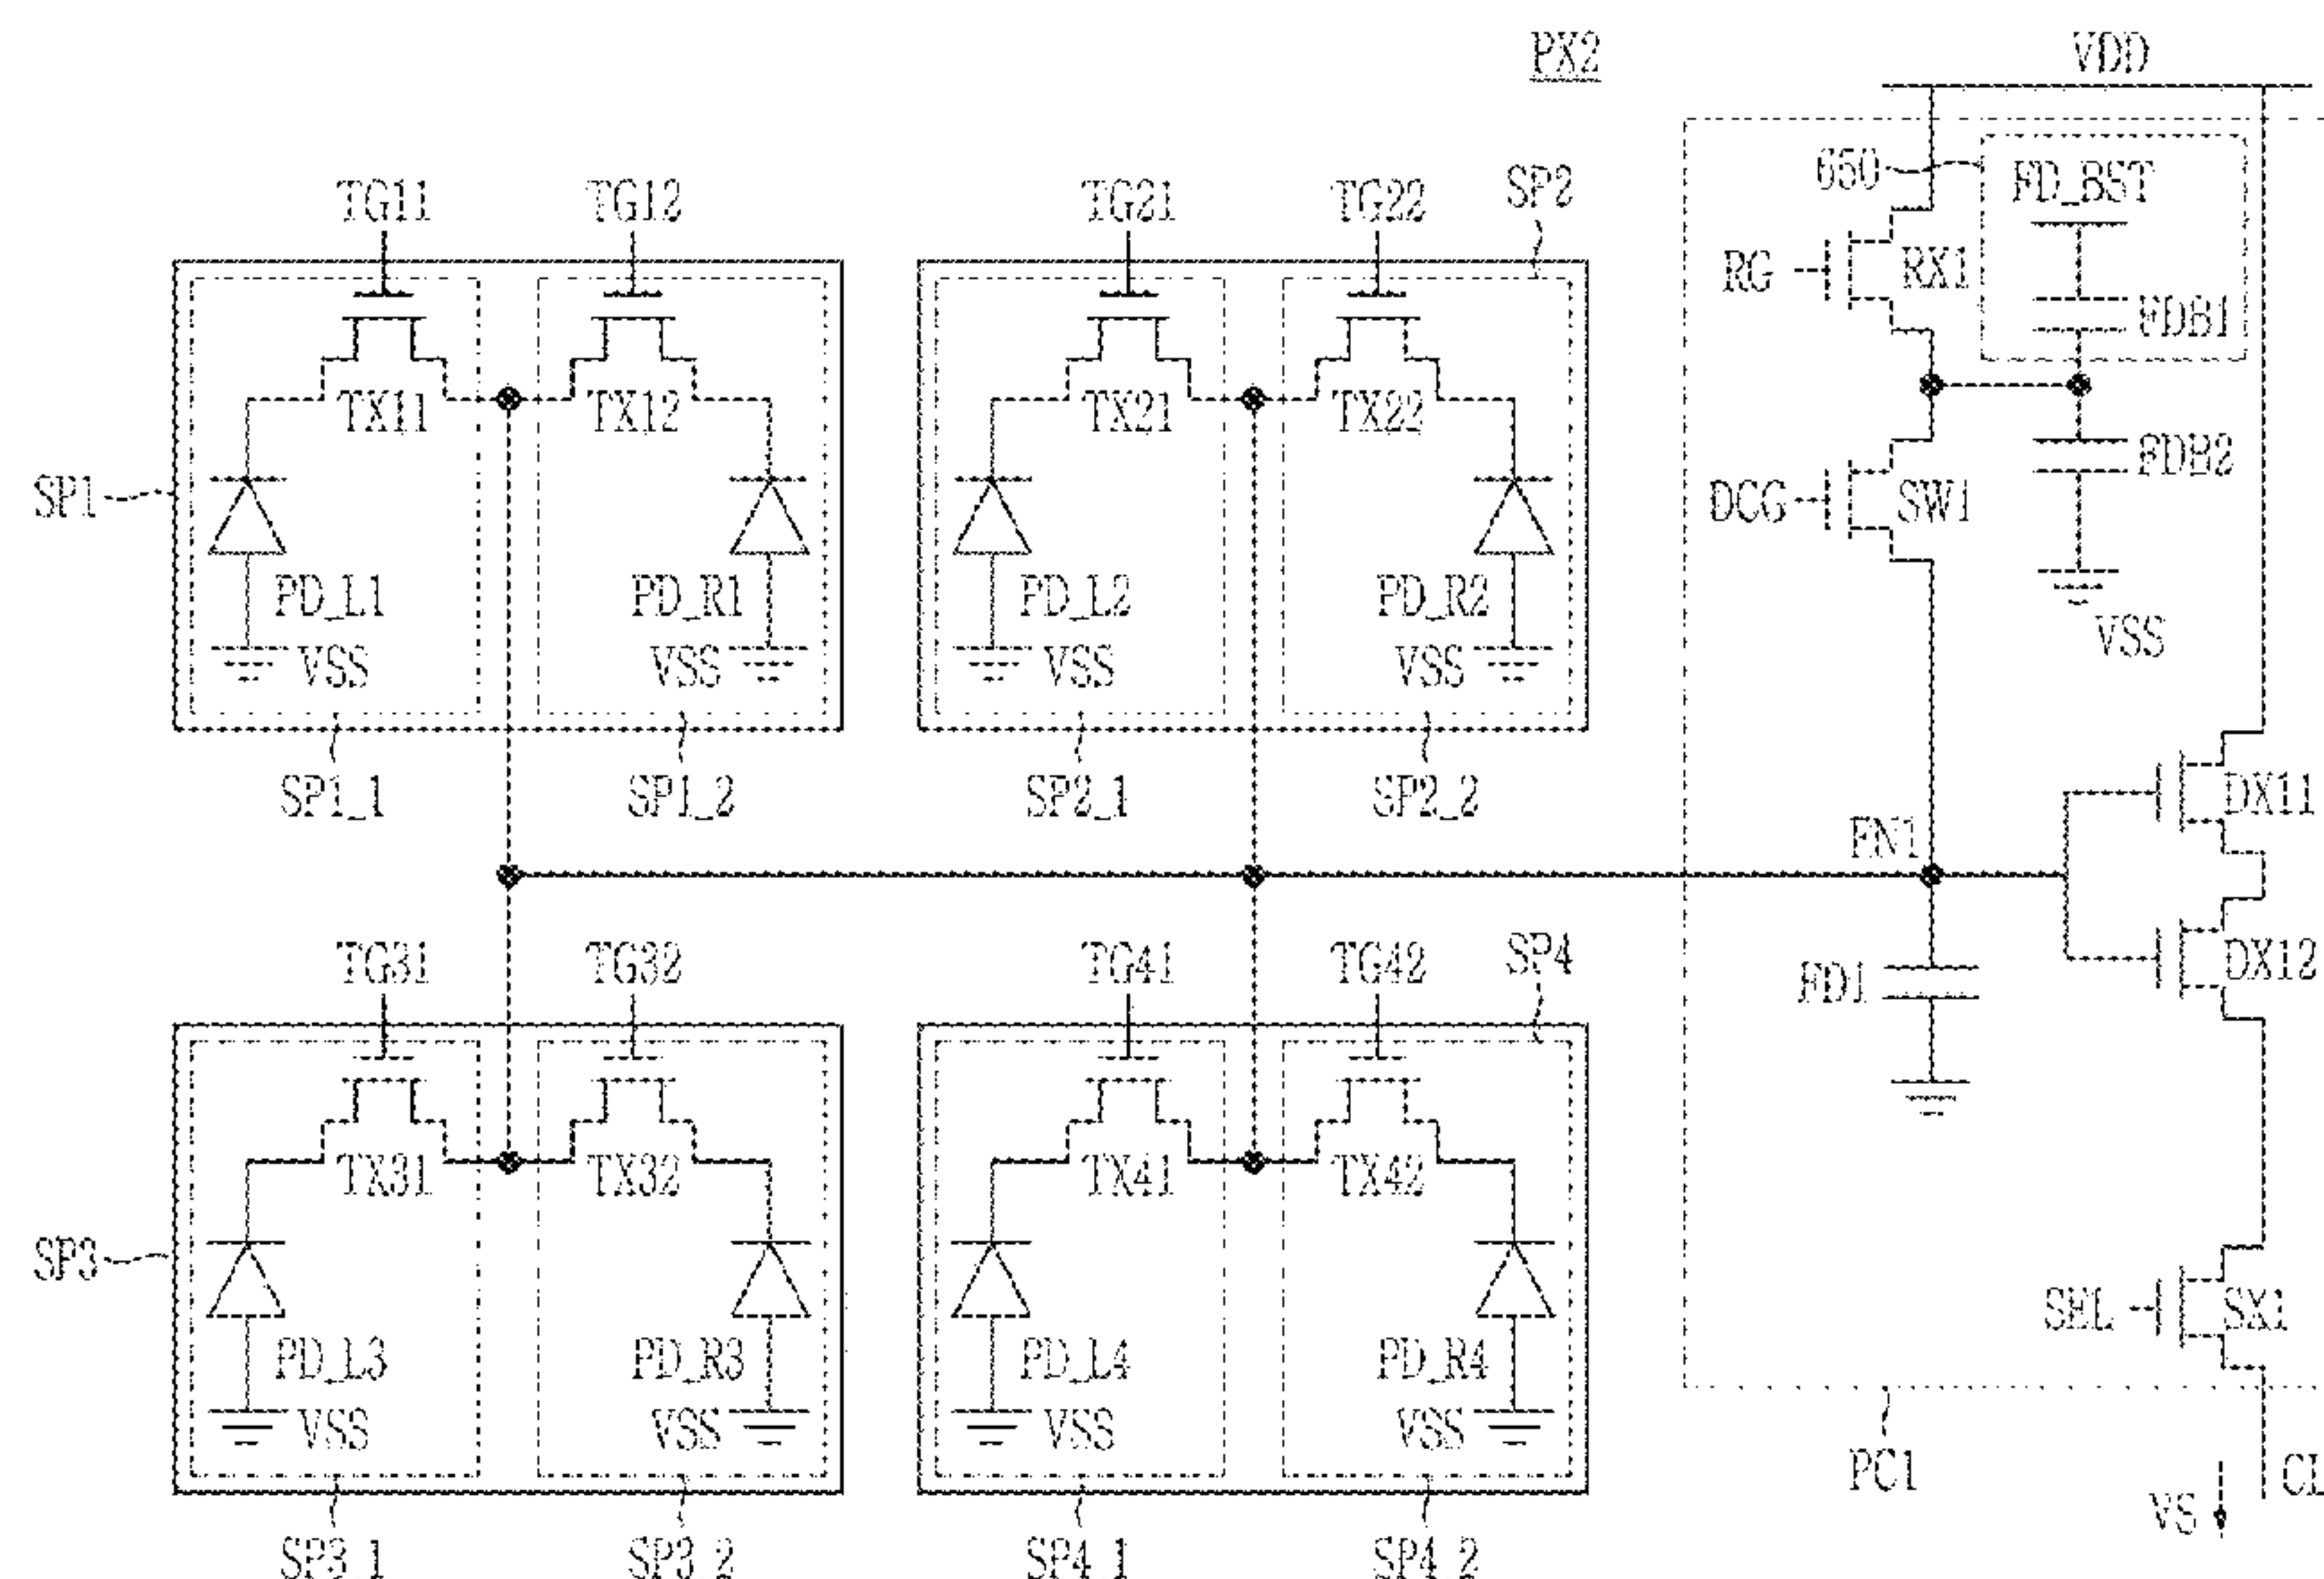 PX2
VDD
650
FD_BST
TG11
TG12
TG21
TG22
SP2
RG
RX1
FDB1
TX11
TX12
TX21
TX22
FDB2
SP1
DCG
SW1
PD_L1
PD_R1
PD_L2
PD_R2
VSS
VSS
VSS
VSS
VSS
SP1_1
SP1_2
SP2_1
SP2_2
DX11
FN1
TG31
TG32
TG41
TG42
SP4
FD1
DX12
TX31
TX32
TX41
TX42
SP3
SEL
SX1
PD_L3
PD_R3
PD_L4
PD_R4
VSS
VSS
VSS
VSS
PC1
VS
CL
SP3_1
SP3_2
SP4_1
SP4_2